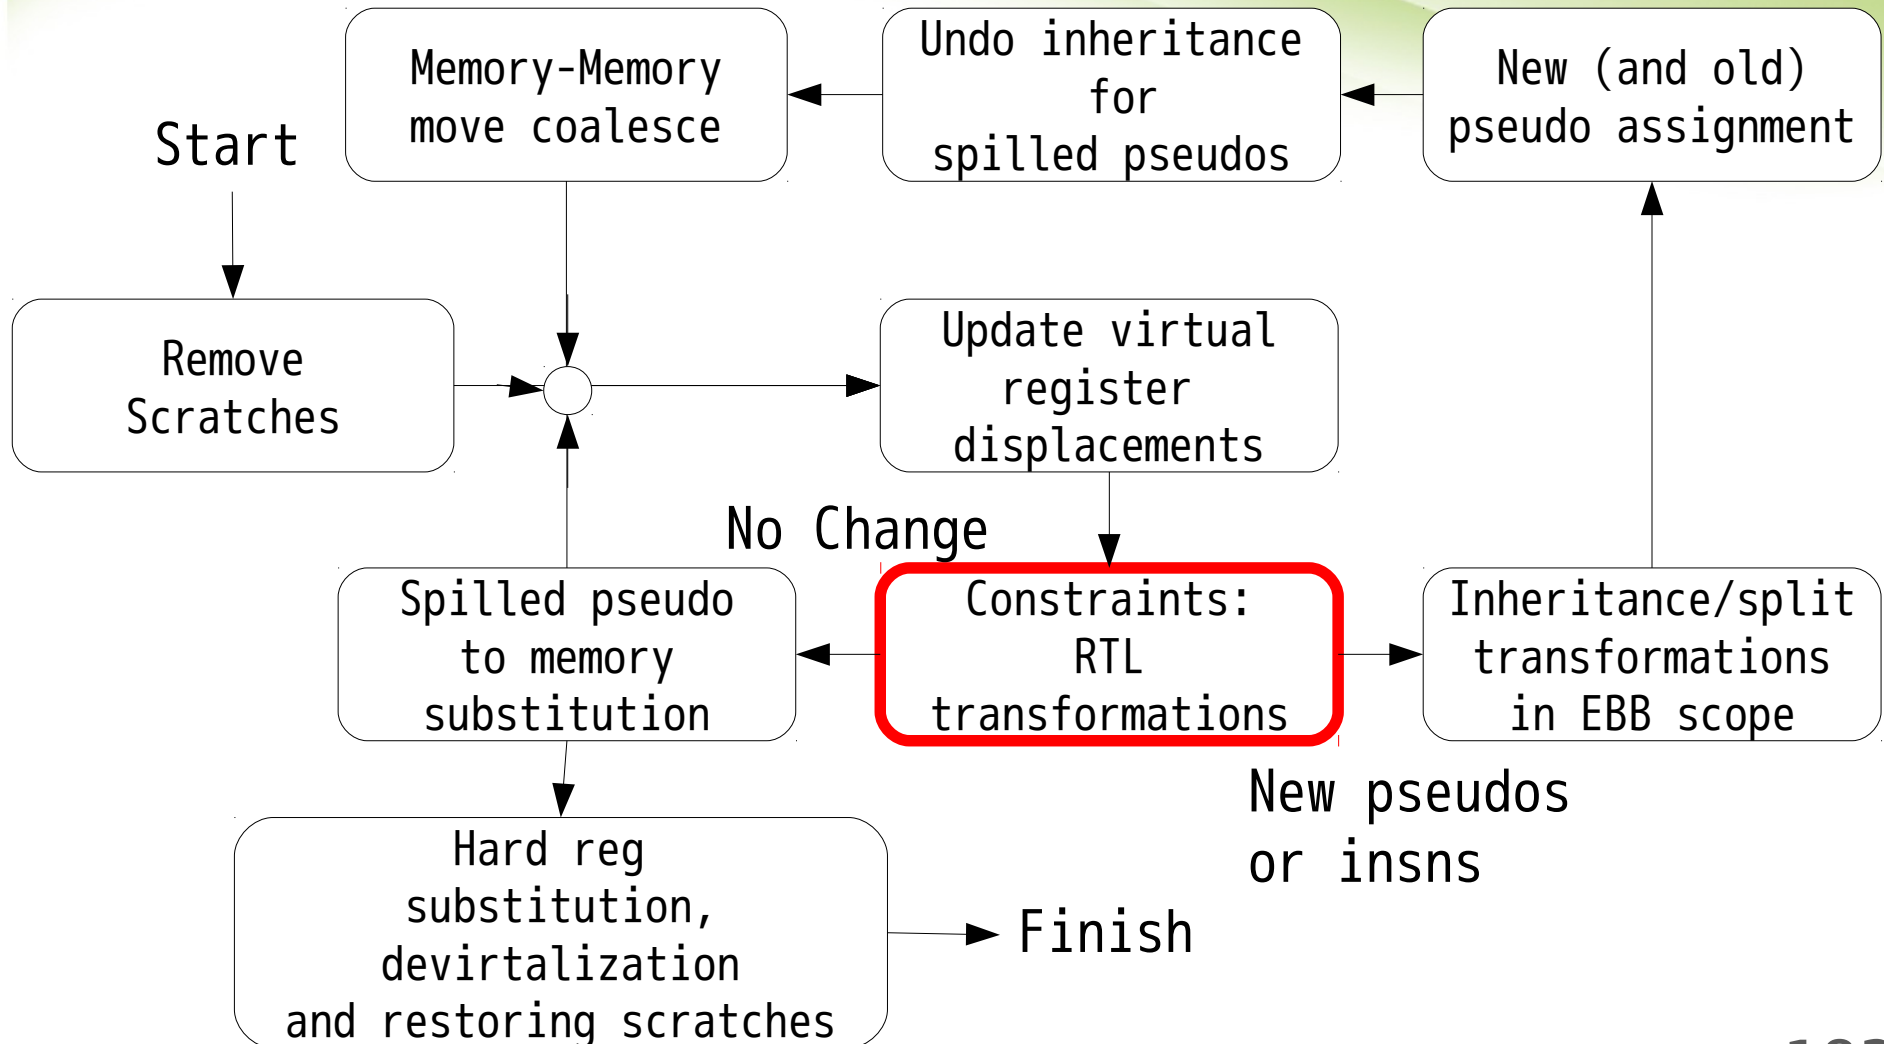 Memory-Memory
move coalesce
Undo inheritance
for
spilled pseudos
New (and old)
pseudo assignment
Start
Remove
Scratches
Update virtual
register
displacements
No Change
Spilled pseudo
to memory
substitution
Constraints:
RTL
transformations
Inheritance/split
transformations
in EBB scope
New pseudos
or insns
Hard reg
substitution,
devirtalization
and restoring scratches
Finish